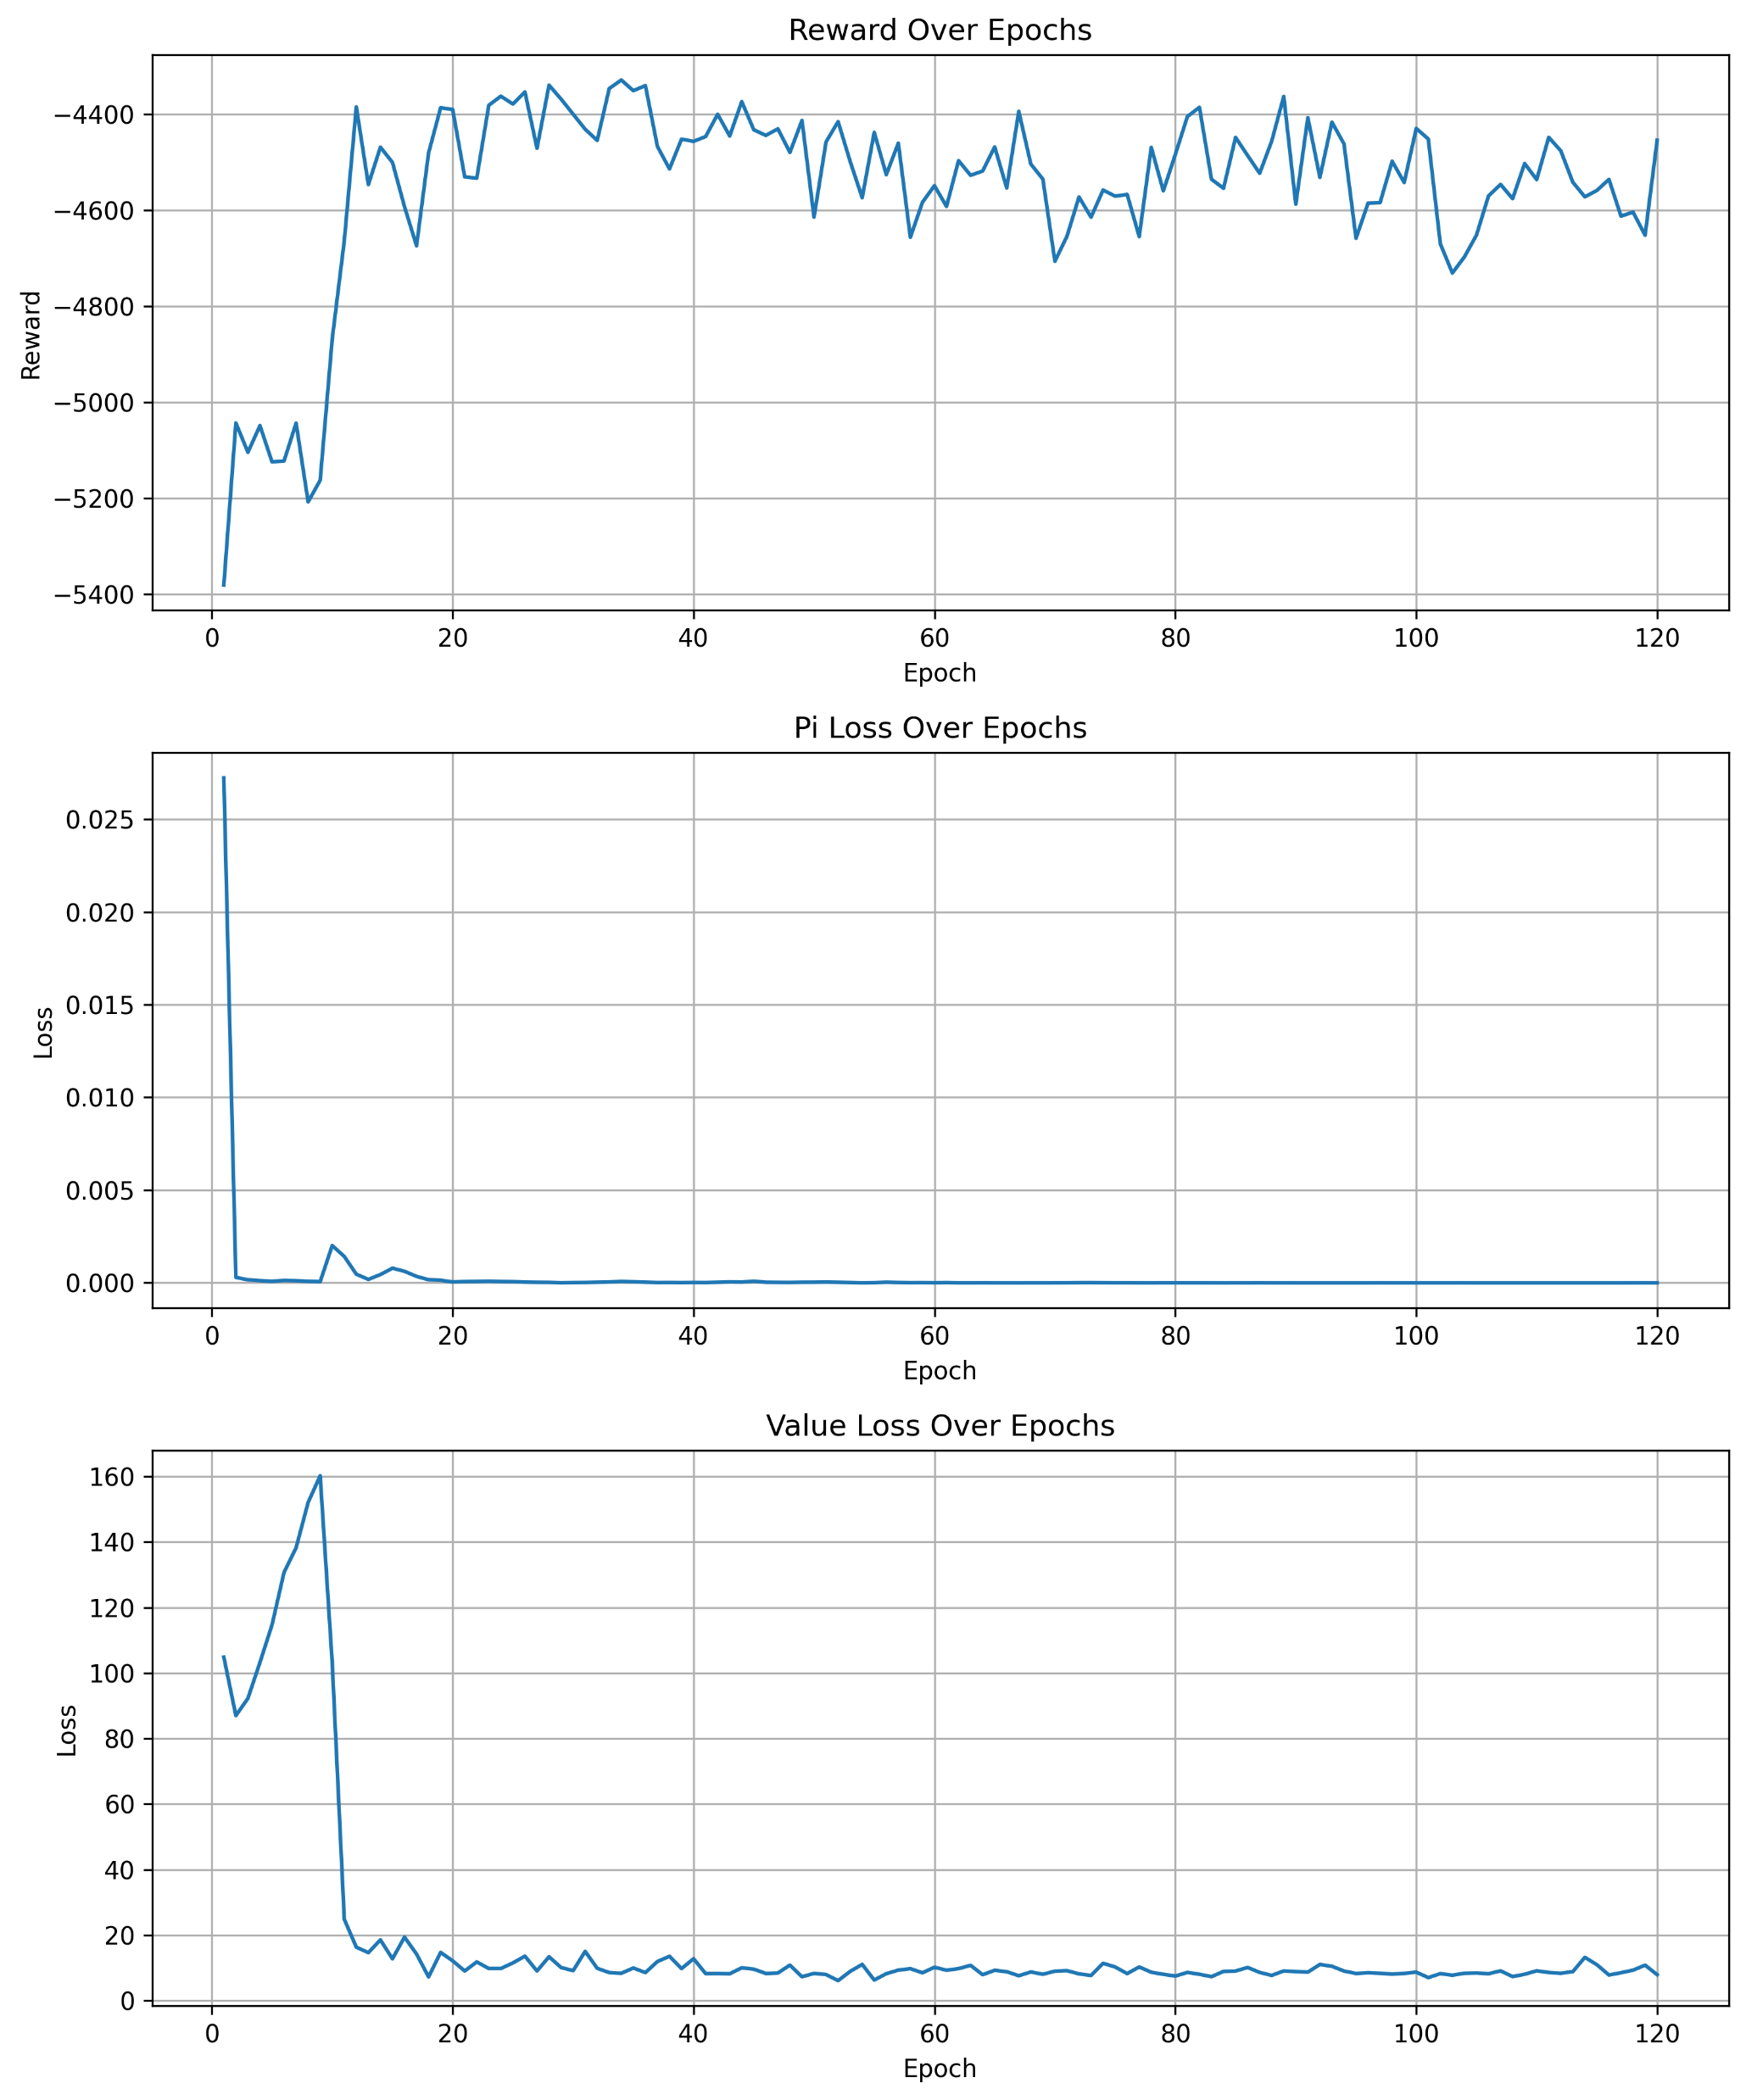 Reward Over Epochs
−4400
−4600
−4800
−5000
−5200
−5400
Reward
0 20 40 60 80 100 120
Epoch
Pi Loss Over Epochs
0.025
0.020
0.015
0.010
0.005
0.000
Loss
0 20 40 60 80 100 120
Epoch
Value Loss Over Epochs
160
140
120
100
80
60
40
20
0
Loss
0 20 40 60 80 100 120
Epoch